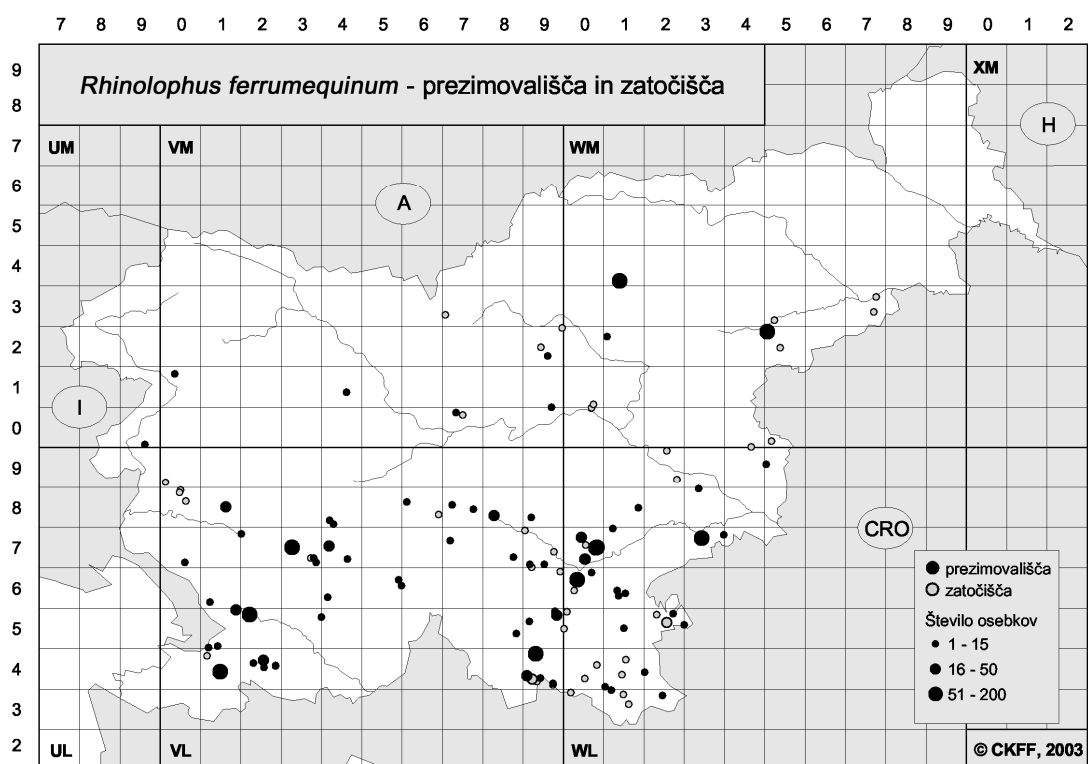 7 8 9 0 1 2 3 4 5 6 7 8 9 0 1 2 3 4 5 6 7 8 9 0 1 2
9
XM
Rhinolophus ferrumequinum - prezimovališča in zatočišča
8
H
7 UM VM WM
6
A
5
4
3
2
1
I
0
9
8
CRO
7
prezimovališča
6
zatočišča
Število osebkov
5
1 - 15
16 - 50
4
51 - 200
3
2 UL VL WL © CKFF, 2003